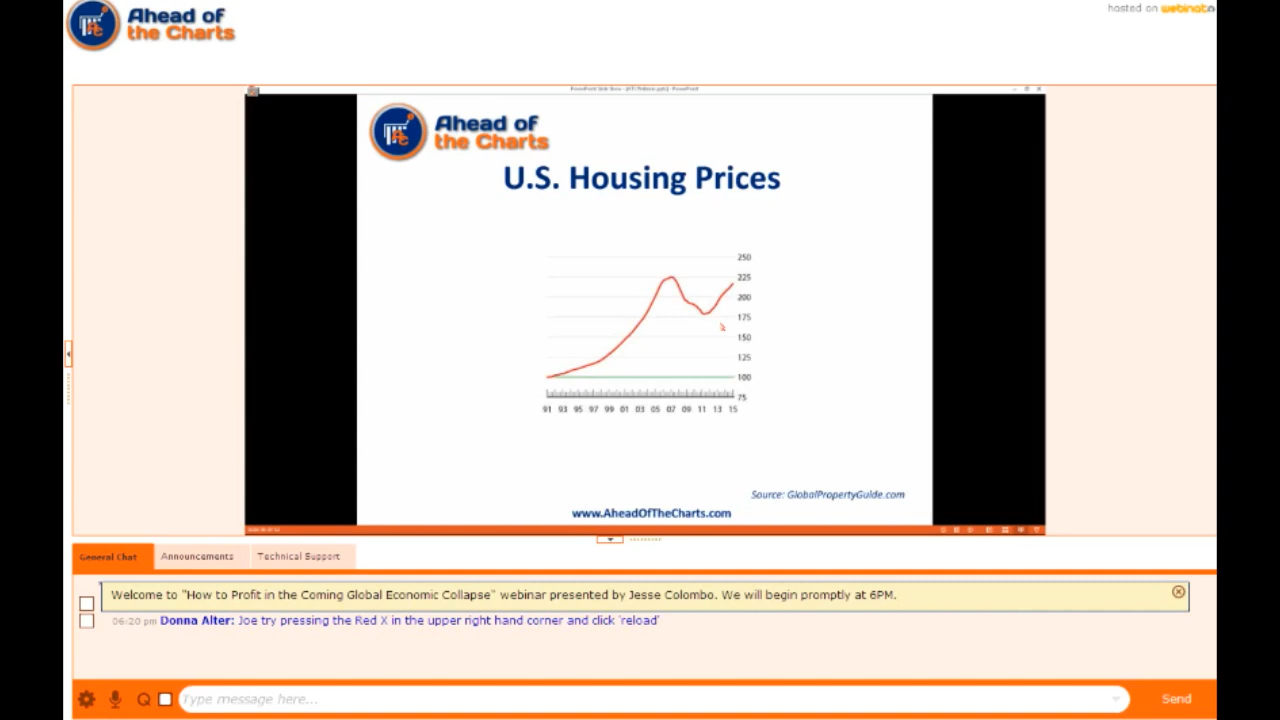 Ahead of
the Charts
hosted on
Ahead of
the Charts
U.S. Housing Prices
250
225
200
175
150
125
100
75
91 93 95 97 99 01 03 05 07 09 11 13 15
Source: GlobalPropertyGuide.com
www.AheadOfTheCharts.com
General Chat
Announcements
Technical Support
Welcome to "How to Profit in the Coming Global Economic Collapse" webinar presented by Jesse Colombo. We will begin promptly at 6PM.
06:20 pm Donna Alter: Joe try pressing the Red X in the upper right hand corner and click 'reload'
Type message here...
Send